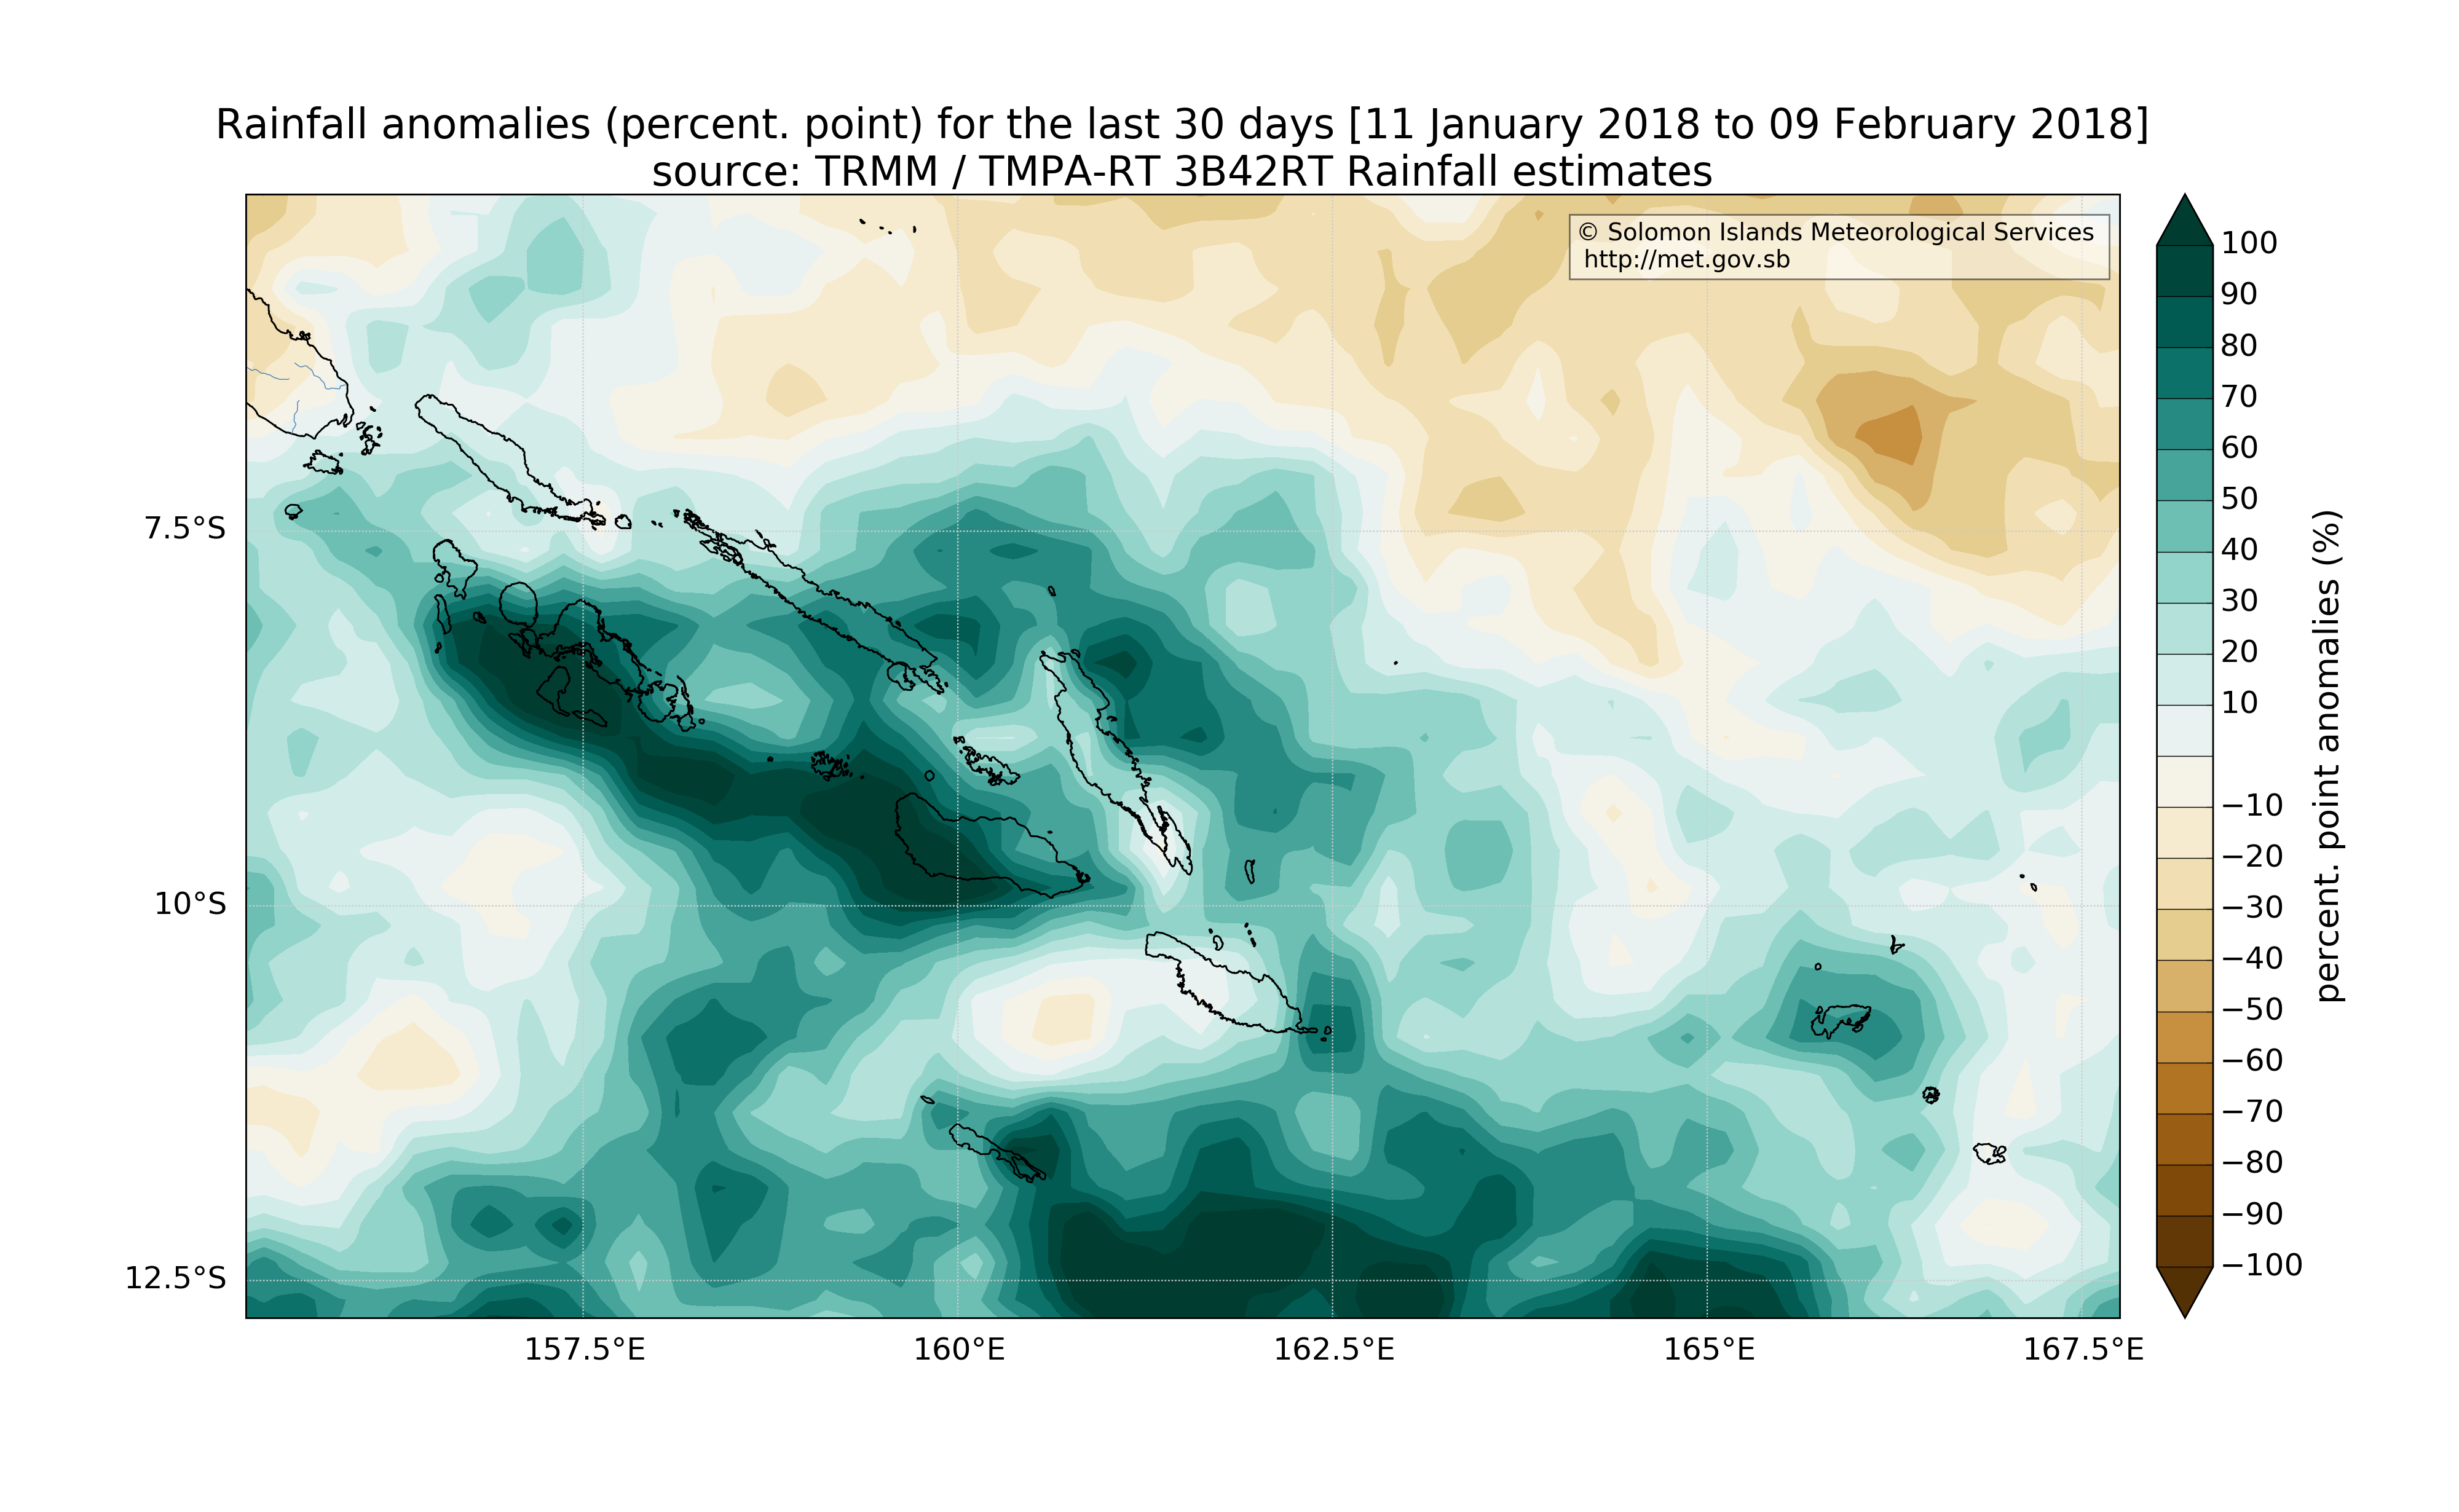 Rainfall anomalies (percent. point) for the last 30 days [11 January 2018 to 09 February 2018]
source: TRMM / TMPA-RT 3B42RT Rainfall estimates
© Solomon Islands Meteorological Services
http://met.gov.sb
7.5°S
10°S
12.5°S
157.5°E
160°E
162.5°E
165°E
167.5°E
100
90
80
70
60
50
40
30
20
10
−10
−20
−30
−40
−50
−60
−70
−80
−90
−100
percent. point anomalies (%)